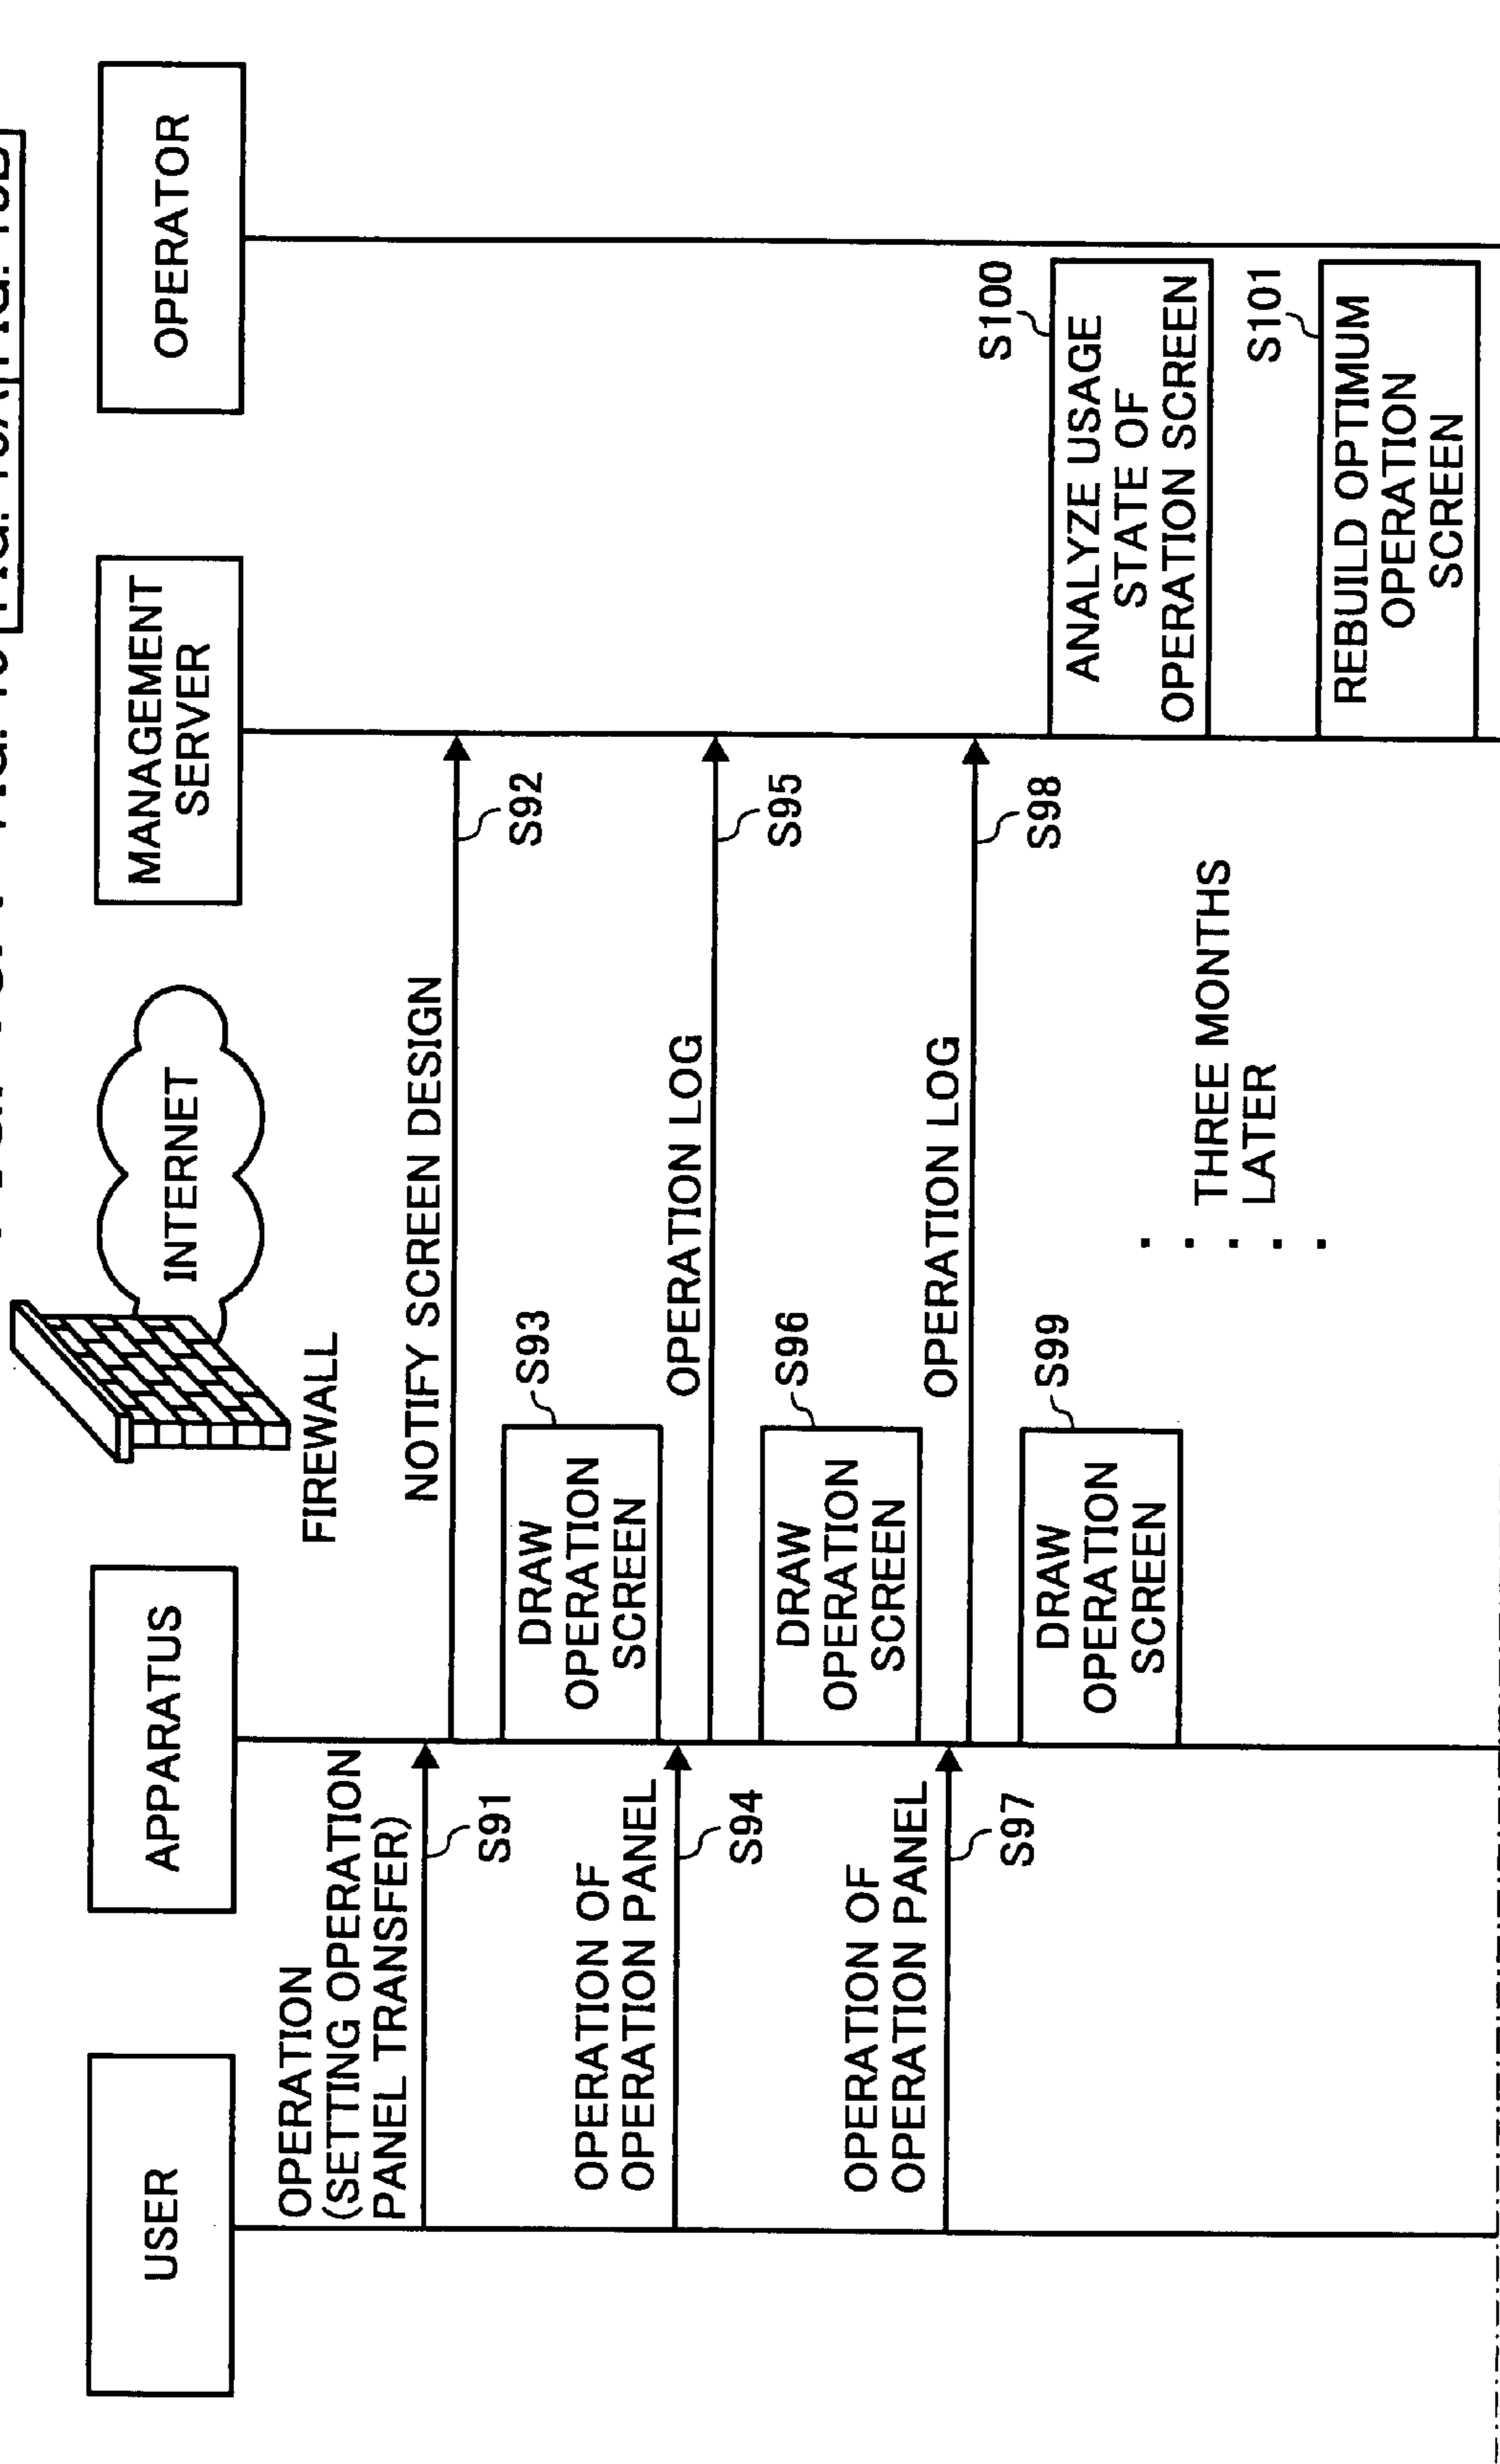 USER
APPARATUS
INTERNET
MANAGEMENT
SERVER
OPERATOR
FIREWALL
OPERATION
(SETTING OPERATION
PANEL TRANSFER)
S91
NOTIFY SCREEN DESIGN
S92
DRAW
OPERATION
SCREEN
S93
OPERATION OF
OPERATION PANEL
S94
OPERATION LOG
S95
DRAW
OPERATION
SCREEN
S96
OPERATION OF
OPERATION PANEL
S97
OPERATION LOG
S98
DRAW
OPERATION
SCREEN
S99
THREE MONTHS
LATER
S100
ANALYZE USAGE
STATE OF
OPERATION SCREEN
S101
REBUILD OPTIMUM
OPERATION
SCREEN